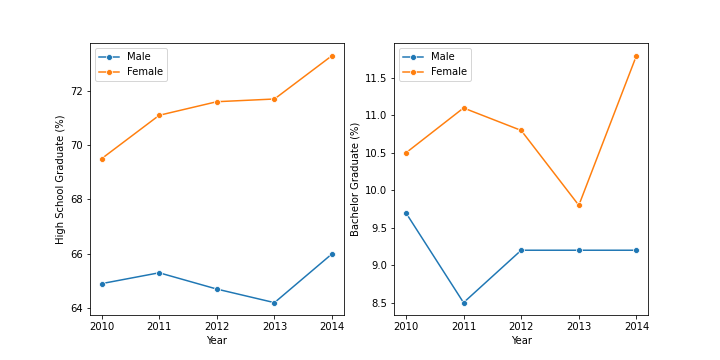 Male
Female
High School Graduate (%)
72
70
68
66
64
2010 2011 2012 2013 2014
Year
Male
Female
Bachelor Graduate (%)
11.5
11.0
10.5
10.0
9.5
9.0
8.5
2010 2011 2012 2013 2014
Year